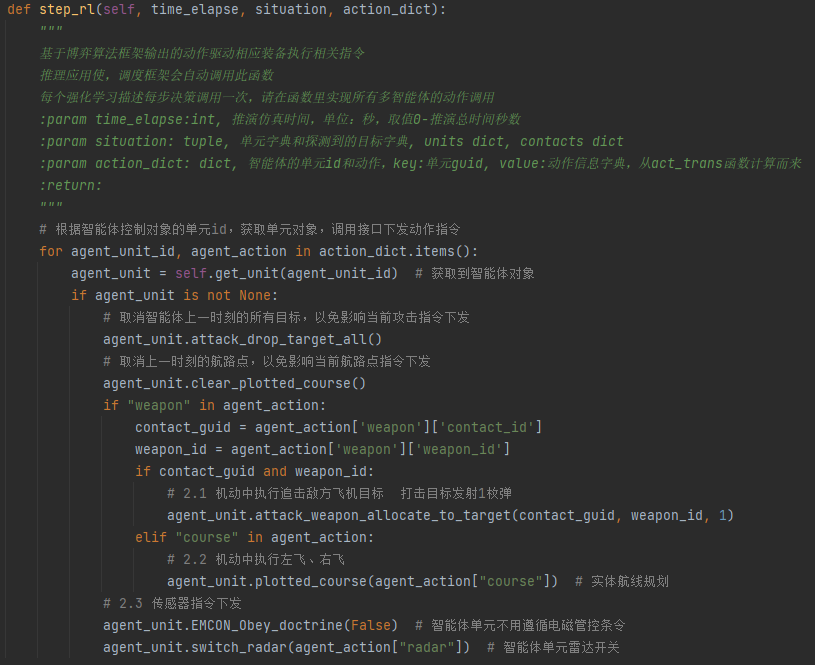 def step_rl(self, time_elapse, situation, action_dict):
    """
    基于博弈算法框架输出的动作驱动相应装备执行相关指令
    推理应用使，调度框架会自动调用此函数
    每个强化学习描述每步决策调用一次，请在函数里实现所有多智能体的动作调用
    :param time_elapse:int, 推演仿真时间，单位：秒，取值0-推演总时间秒数
    :param situation: tuple, 单元字典和探测到的目标字典, units dict, contacts dict
    :param action_dict: dict, 智能体的单元id和动作，key:单元guid, value:动作信息字典，从act_trans函数计算而来
    :return:
    """
    # 根据智能体控制对象的单元id，获取单元对象，调用接口下发动作指令
    for agent_unit_id, agent_action in action_dict.items():
        agent_unit = self.get_unit(agent_unit_id)  # 获取到智能体对象
        if agent_unit is not None:
            # 取消智能体上一时刻的所有目标，以免影响当前攻击指令下发
            agent_unit.attack_drop_target_all()
            # 取消上一时刻的航路点，以免影响当前航路点指令下发
            agent_unit.clear_plotted_course()
            if "weapon" in agent_action:
                contact_guid = agent_action['weapon']['contact_id']
                weapon_id = agent_action['weapon']['weapon_id']
                if contact_guid and weapon_id:
                    # 2.1 机动中执行追击敌方飞机目标  打击目标发射1枚弹
                    agent_unit.attack_weapon_allocate_to_target(contact_guid, weapon_id, 1)
                elif "course" in agent_action:
                    # 2.2 机动中执行左飞、右飞
                    agent_unit.plotted_course(agent_action["course"])  # 实体航线规划
            # 2.3 传感器指令下发
            agent_unit.EMCON_Obey_doctrine(False)  # 智能体单元不用遵循电磁管控条令
            agent_unit.switch_radar(agent_action["radar"])  # 智能体单元雷达开关